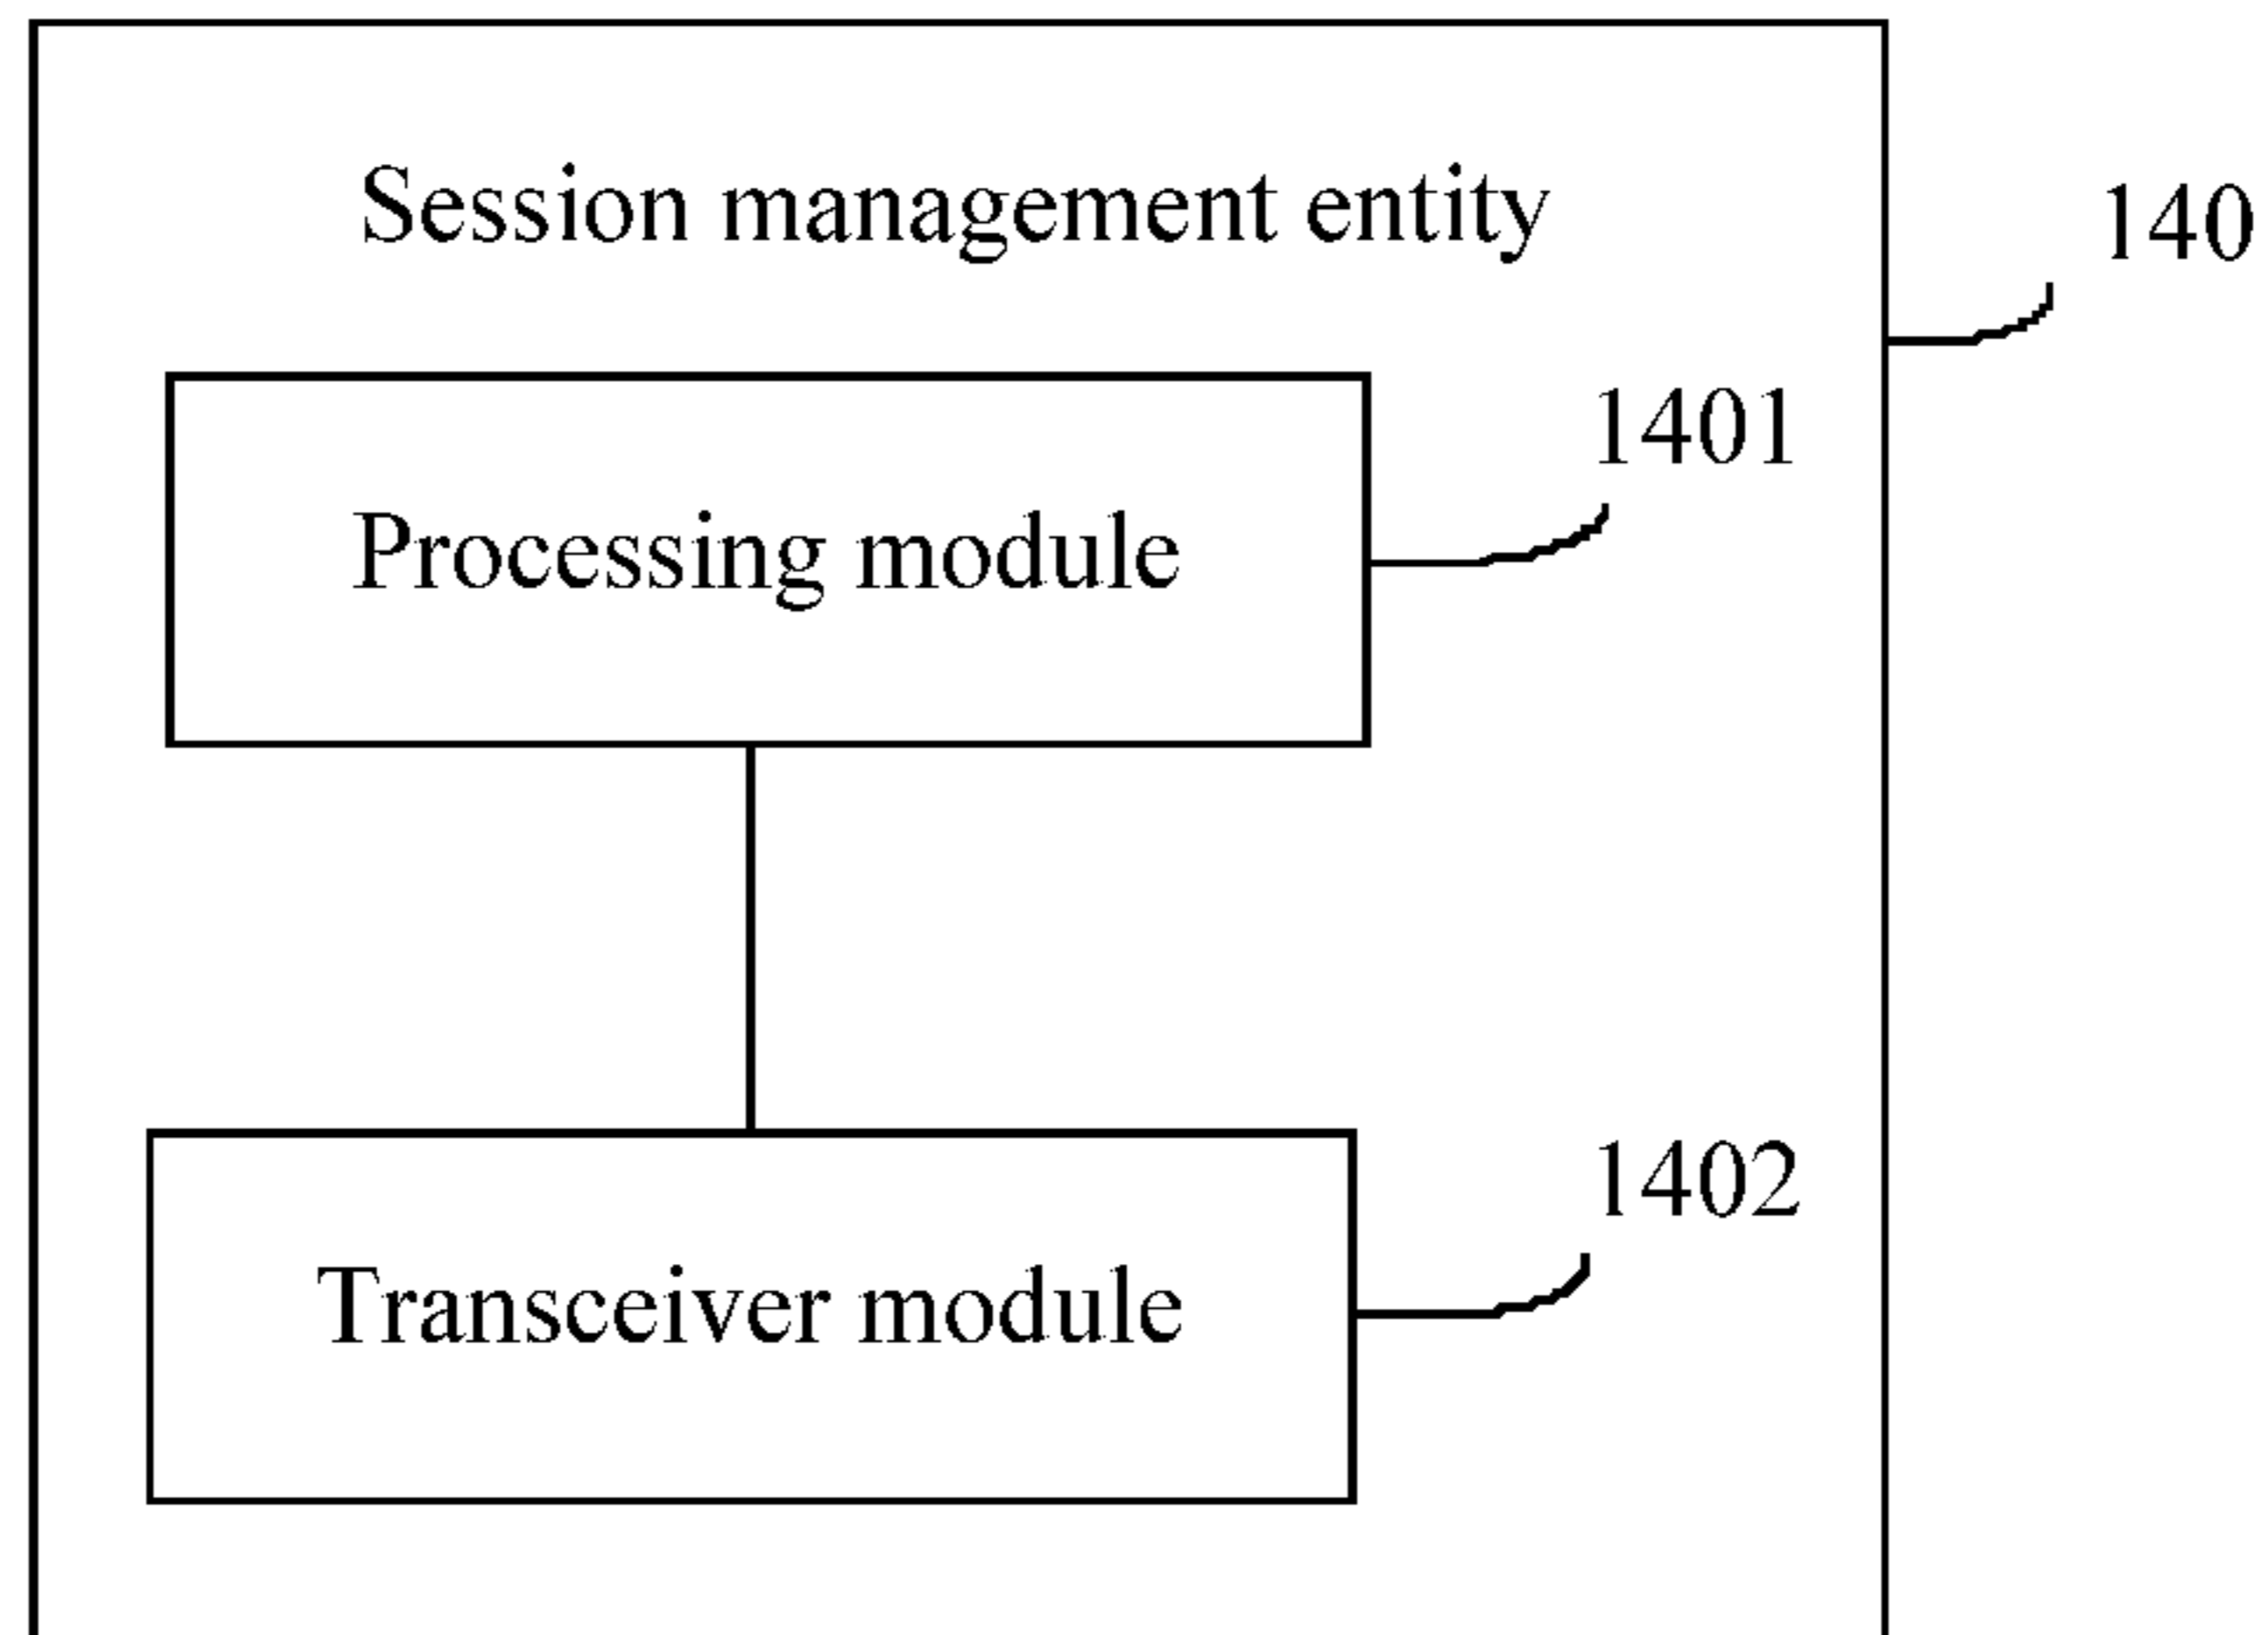 Session management entity
140
1401
Processing module
1402
Transceiver module